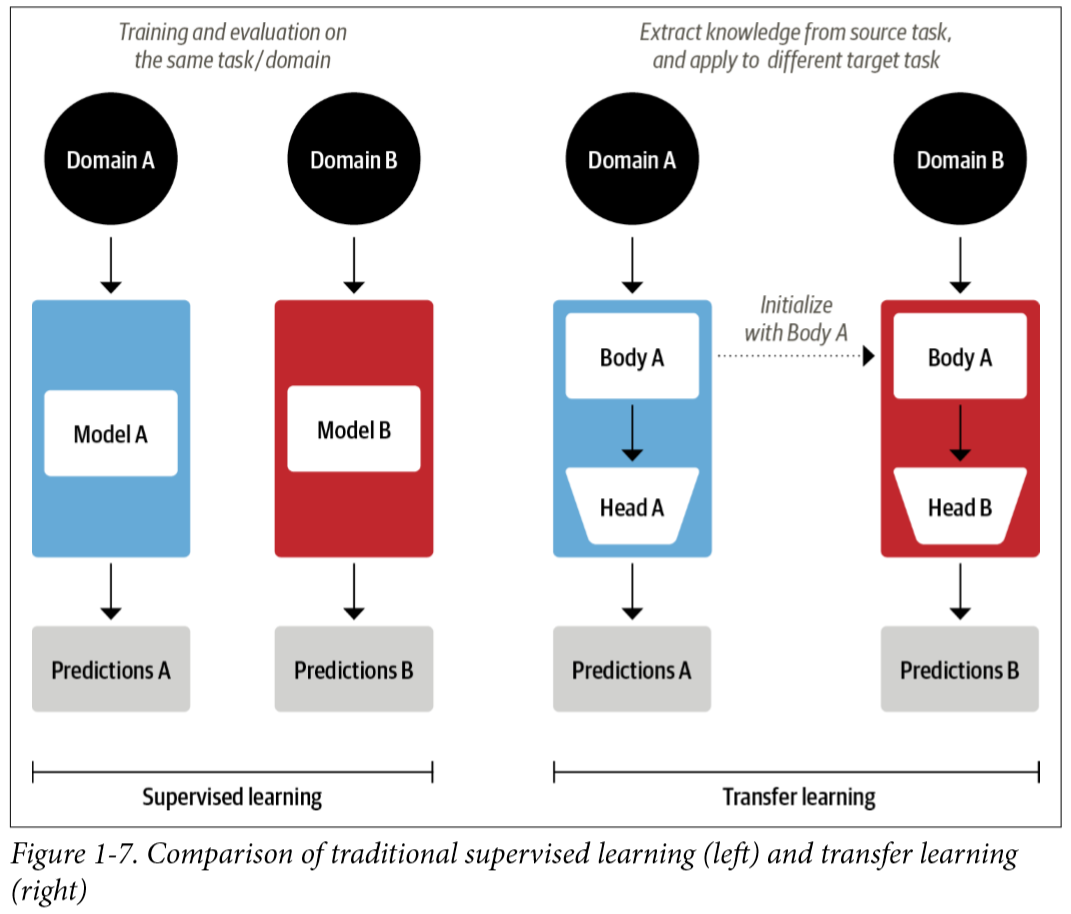 Training and evaluation on
the same task/domain
Extract knowledge from source task,
and apply to different target task
Domain A
Domain B
Domain A
Domain B
Initialize
with Body A
Body A
Body A
Model A
Model B
Head A
Head B
Predictions A
Predictions B
Predictions A
Predictions B
Supervised learning
Transfer learning
Figure 1-7. Comparison of traditional supervised learning (left) and transfer learning
(right)